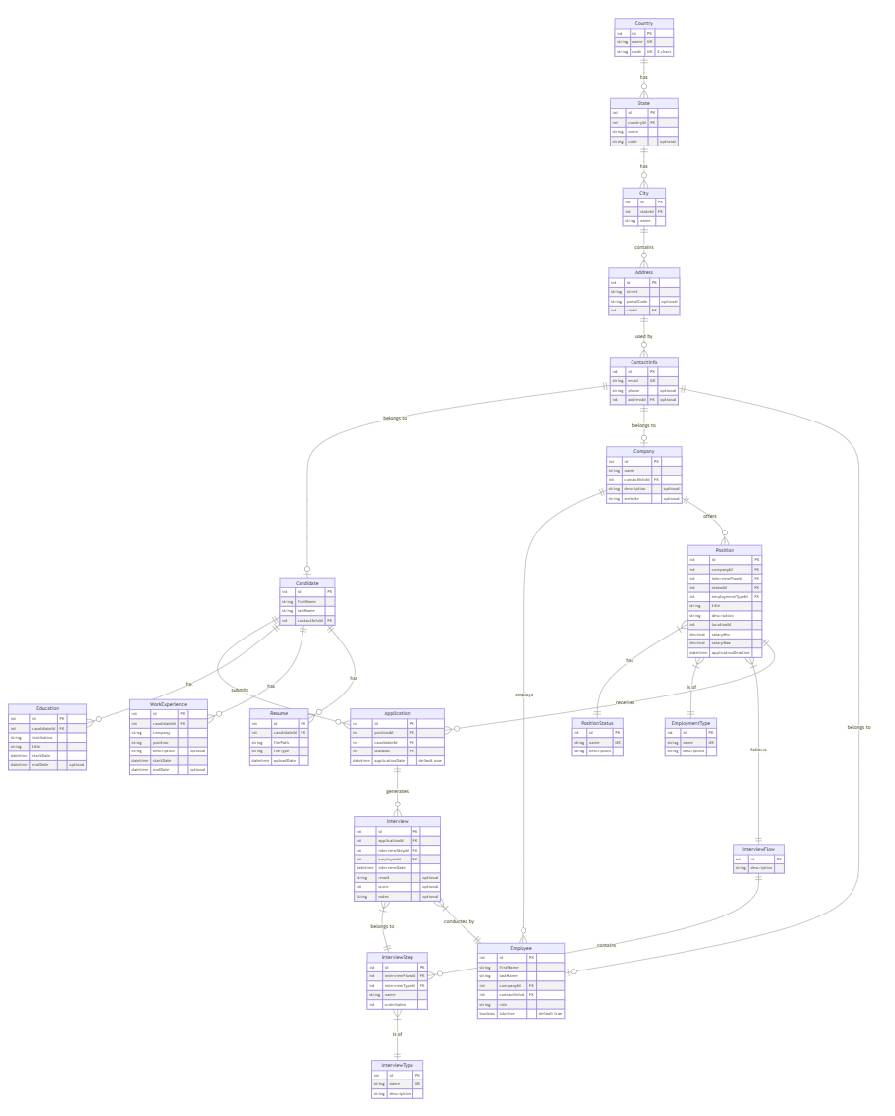 Country
int id PK
string name UK
string code UK
has
State
int id PK
int countryId FK
string name
string code optional
has
City
int id PK
int stateId FK
string name
contains
Address
int id PK
string street
string postalCode optional
int FK
used by
ContactInfo
int id PK
string email UK
string phone optional
int addressId FK optional
belongs to
belongs to
Company
int id PK
string name
int contactInfoId FK
string description optional
string website optional
offers
Position
int id PK
int companyId FK
int interviewFlowId FK
int statusId FK
int employmentTypeId FK
string title
string description
int locationId
decimal salaryMin
decimal salaryMax
datetime applicationDeadline
Candidate
int id PK
string firstName
string lastName
int contactInfoId FK
has
has
has
submits
has
is of
receives
follows
belongs to
employs
Education
int id PK
int candidateId FK
string institution
string title
datetime startDate
datetime endDate optional
WorkExperience
int id PK
int candidateId FK
string company
string position
string description optional
datetime startDate
datetime endDate optional
Resume
int id PK
int candidateId FK
string filePath
string fileType
datetime uploadDate
Application
int id PK
int positionId FK
int candidateId FK
int statusId FK
datetime applicationDate default now
PositionStatus
int id PK
string name UK
string description
EmploymentType
int id PK
string name UK
string description
generates
Interview
int id PK
int applicationId FK
int interviewStepId FK
int employeeId FK
datetime interviewDate
string result optional
int score optional
string notes optional
InterviewFlow
int id PK
string description
belongs to
conducted by
contains
InterviewStep
int id PK
int interviewFlowId FK
int interviewTypeId FK
string name
int orderIndex
Employee
int id PK
string firstName
string lastName
int companyId FK
int contactInfoId FK
string role
boolean isActive default true
is of
InterviewType
int id PK
string name UK
string description